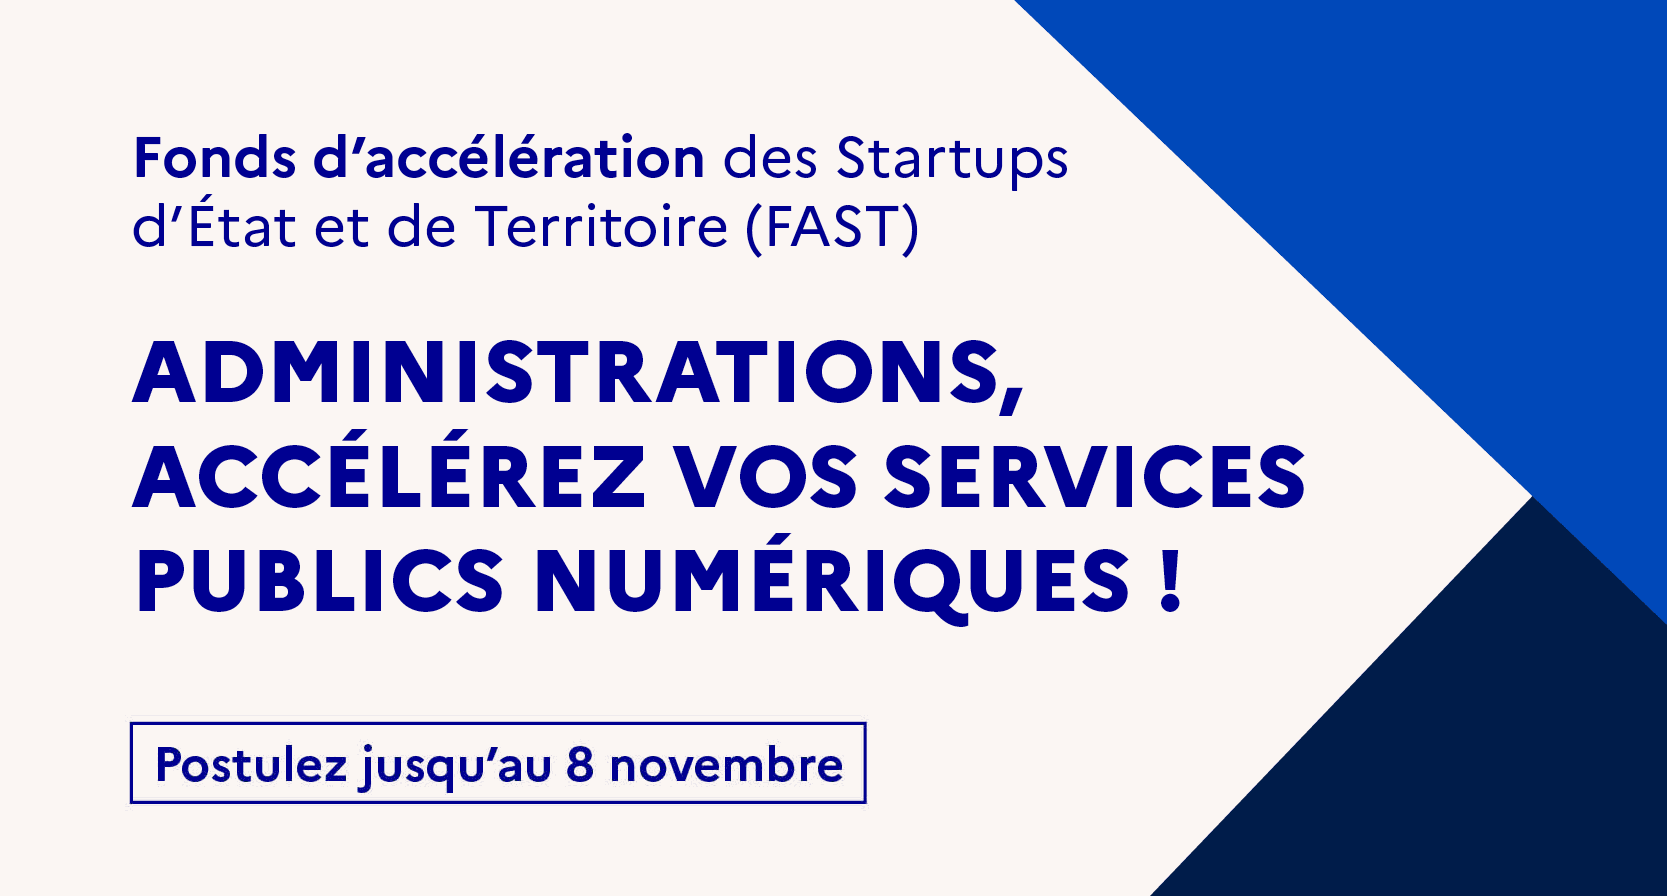 Fonds d’accélération des Startups
d’État et de Territoire (FAST)
ADMINISTRATIONS,
ACCÉLÉREZ VOS SERVICES
PUBLICS NUMÉRIQUES !
Postulez jusqu’au 8 novembre